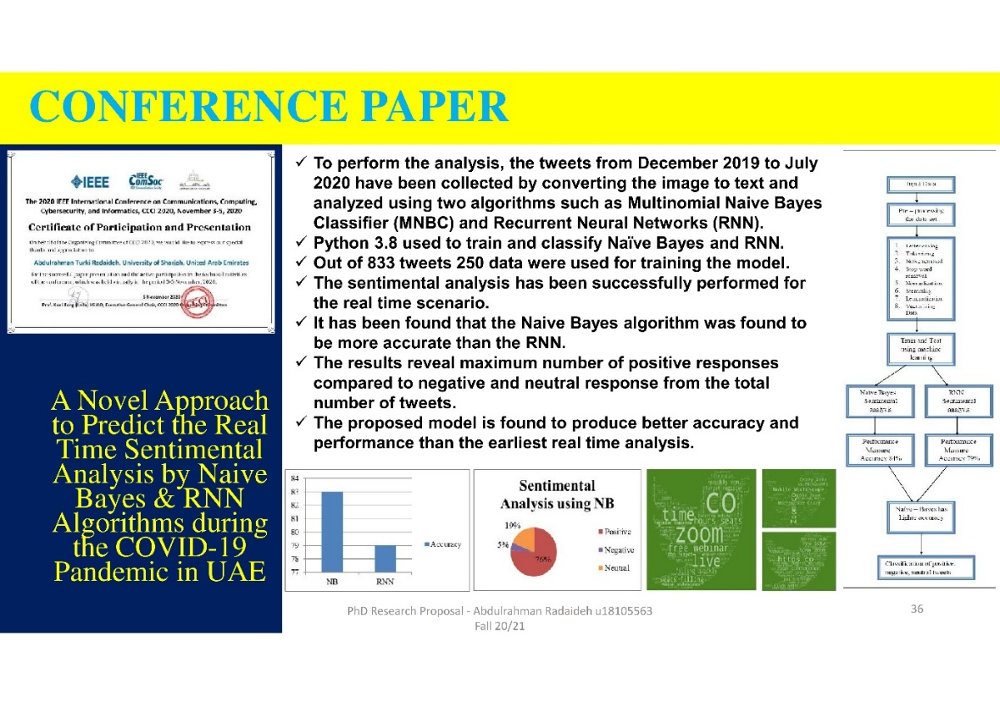 CONFERENCE PAPER
IEEE
IEEE
ComSoc
The 2020 IEEE International Conference on Communications, Computing,
Cybersecurity, and Informatics, CCCI 2020, November 3-5, 2020
Certificate of Participation and Presentation
On behalf of the Organizing Committee of CCCI 2020, we would like to express our special
thanks and appreciation to
Abdulrahman Turki Radaideh, University of Sharjah, United Arab Emirates
for the successful paper presentation and the active participation in the technical activities
of the conference, which was held virtually in the period 3-5 November, 2020.
5 November 2020
A Novel Approach
to Predict the Real
Time Sentimental
Analysis by Naive
Bayes & RNN
Algorithms during
the COVID-19
Pandemic in UAE
✓ To perform the analysis, the tweets from December 2019 to July
2020 have been collected by converting the image to text and
analyzed using two algorithms such as Multinomial Naive Bayes
Classifier (MNBC) and Recurrent Neural Networks (RNN).
✓ Python 3.8 used to train and classify Naïve Bayes and RNN.
✓ Out of 833 tweets 250 data were used for training the model.
✓ The sentimental analysis has been successfully performed for
the real time scenario.
✓ It has been found that the Naive Bayes algorithm was found to
be more accurate than the RNN.
✓ The results reveal maximum number of positive responses
compared to negative and neutral response from the total
number of tweets.
✓ The proposed model is found to produce better accuracy and
performance than the earliest real time analysis.
84
83
82
81
80
79
78
77
NB RNN
Accuracy
Sentimental
Analysis using NB
19%
5%
76%
Positive
Negative
Neutral
co
time
hours seats
zoom
free webinar
live
https co
Input Data
Pre – processing
the data set
1. Lettercasing
2. Tokenizing
3. Noise removal
4. Stop word
removal
5. Normalization
6. Stemming
7. Lemmatization
8. Vectorizing
Data
Train and Test
using machine
learning
Naive Bayes
Sentimental
analysis
RNN
Sentimental
analysis
Performance
Measure
Accuracy 84%
Performance
Measure
Accuracy 79%
Naive – Bayes has
higher accuracy
Classification of positive,
negative, neutral tweets
PhD Research Proposal - Abdulrahman Radaideh u18105563
Fall 20/21
36